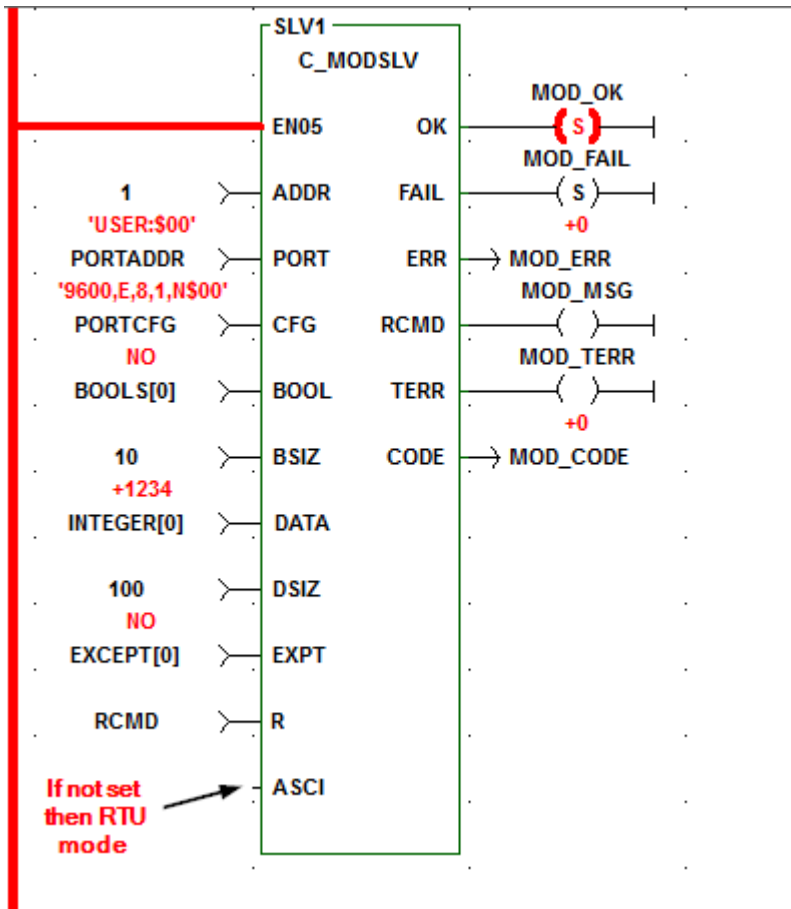 SLV1
C_MODSLV
MOD_OK
EN05 OK ( S )
MOD_FAIL
1 ADDR FAIL ( S )
'USER:$00' +0
PORTADDR PORT ERR MOD_ERR
'9600,E,8,1,N$00' MOD_MSG
PORTCFG CFG RCMD ( )
NO MOD_TERR
BOOLS[0] BOOL TERR ( )
+0
10 BSIZ CODE MOD_CODE
+1234
INTEGER[0] DATA
100 DSIZ
NO
EXCEPT[0] EXPT
RCMD R
If not set ASCI
then RTU
mode